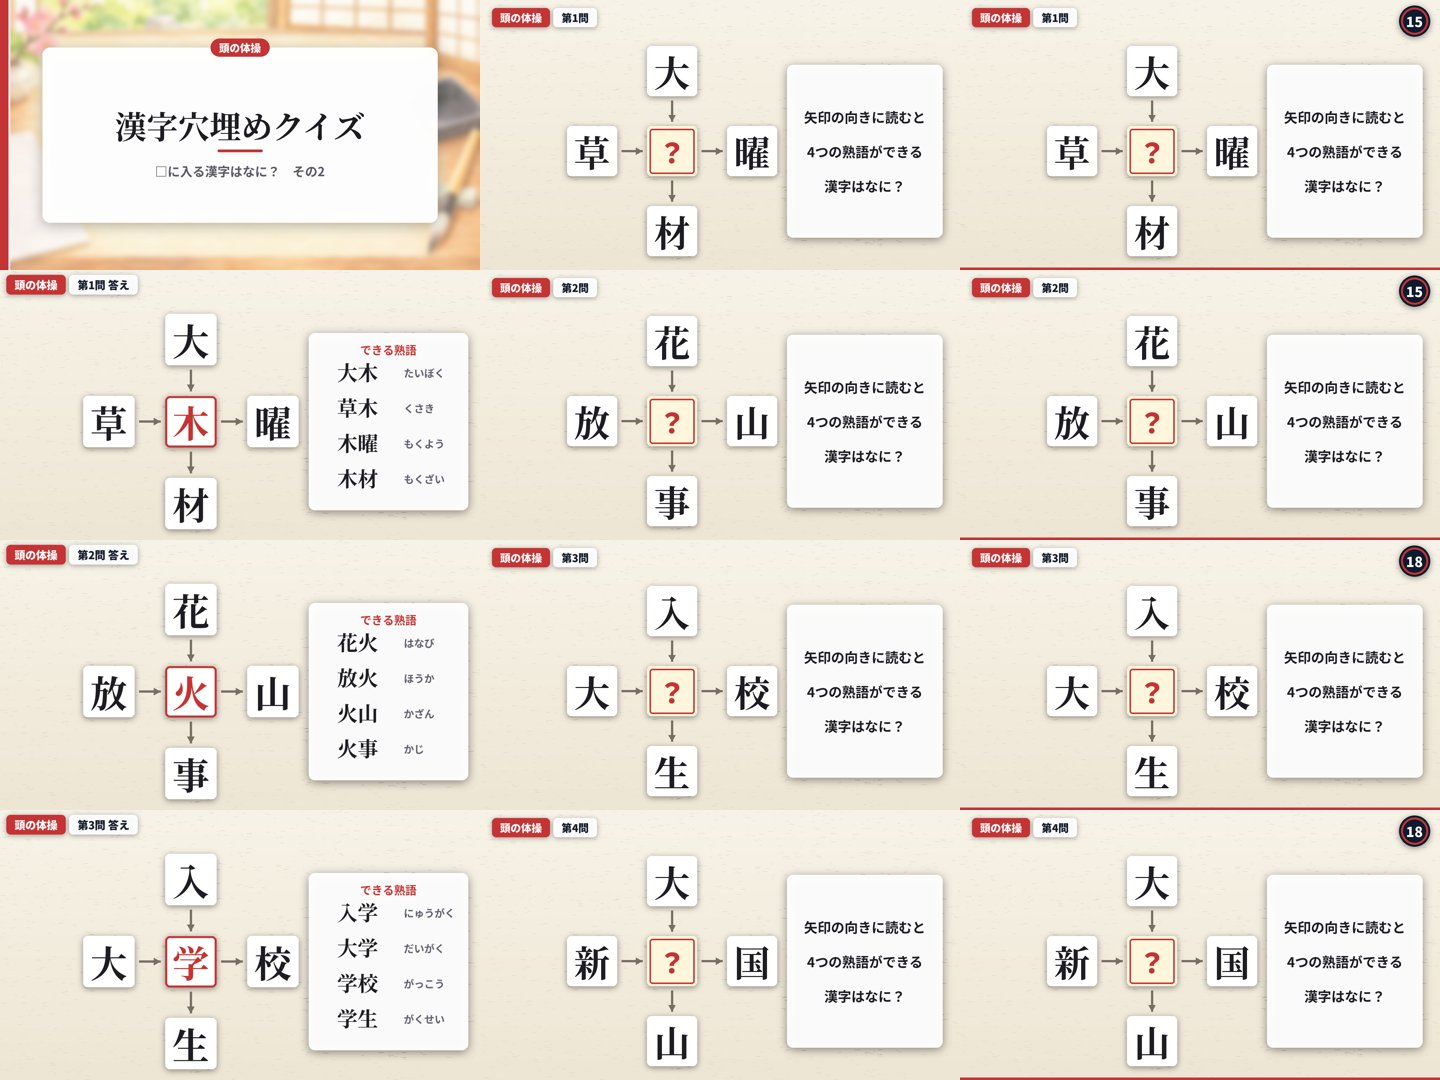 頭の体操
漢字穴埋めクイズ
□に入る漢字はなに？　その2
頭の体操 第1問
大
草 ? 曜
材
矢印の向きに読むと
4つの熟語ができる
漢字はなに？
頭の体操 第1問
15
大
草 ? 曜
材
矢印の向きに読むと
4つの熟語ができる
漢字はなに？
頭の体操 第1問 答え
大
草 木 曜
材
できる熟語
大木 たいぼく
草木 くさき
木曜 もくよう
木材 もくざい
頭の体操 第2問
花
放 ? 山
事
矢印の向きに読むと
4つの熟語ができる
漢字はなに？
頭の体操 第2問
15
花
放 ? 山
事
矢印の向きに読むと
4つの熟語ができる
漢字はなに？
頭の体操 第2問 答え
花
放 火 山
事
できる熟語
花火 はなび
放火 ほうか
火山 かざん
火事 かじ
頭の体操 第3問
入
大 ? 校
生
矢印の向きに読むと
4つの熟語ができる
漢字はなに？
頭の体操 第3問
18
入
大 ? 校
生
矢印の向きに読むと
4つの熟語ができる
漢字はなに？
頭の体操 第3問 答え
入
大 学 校
生
できる熟語
入学 にゅうがく
大学 だいがく
学校 がっこう
学生 がくせい
頭の体操 第4問
大
新 ? 国
山
矢印の向きに読むと
4つの熟語ができる
漢字はなに？
頭の体操 第4問
18
大
新 ? 国
山
矢印の向きに読むと
4つの熟語ができる
漢字はなに？